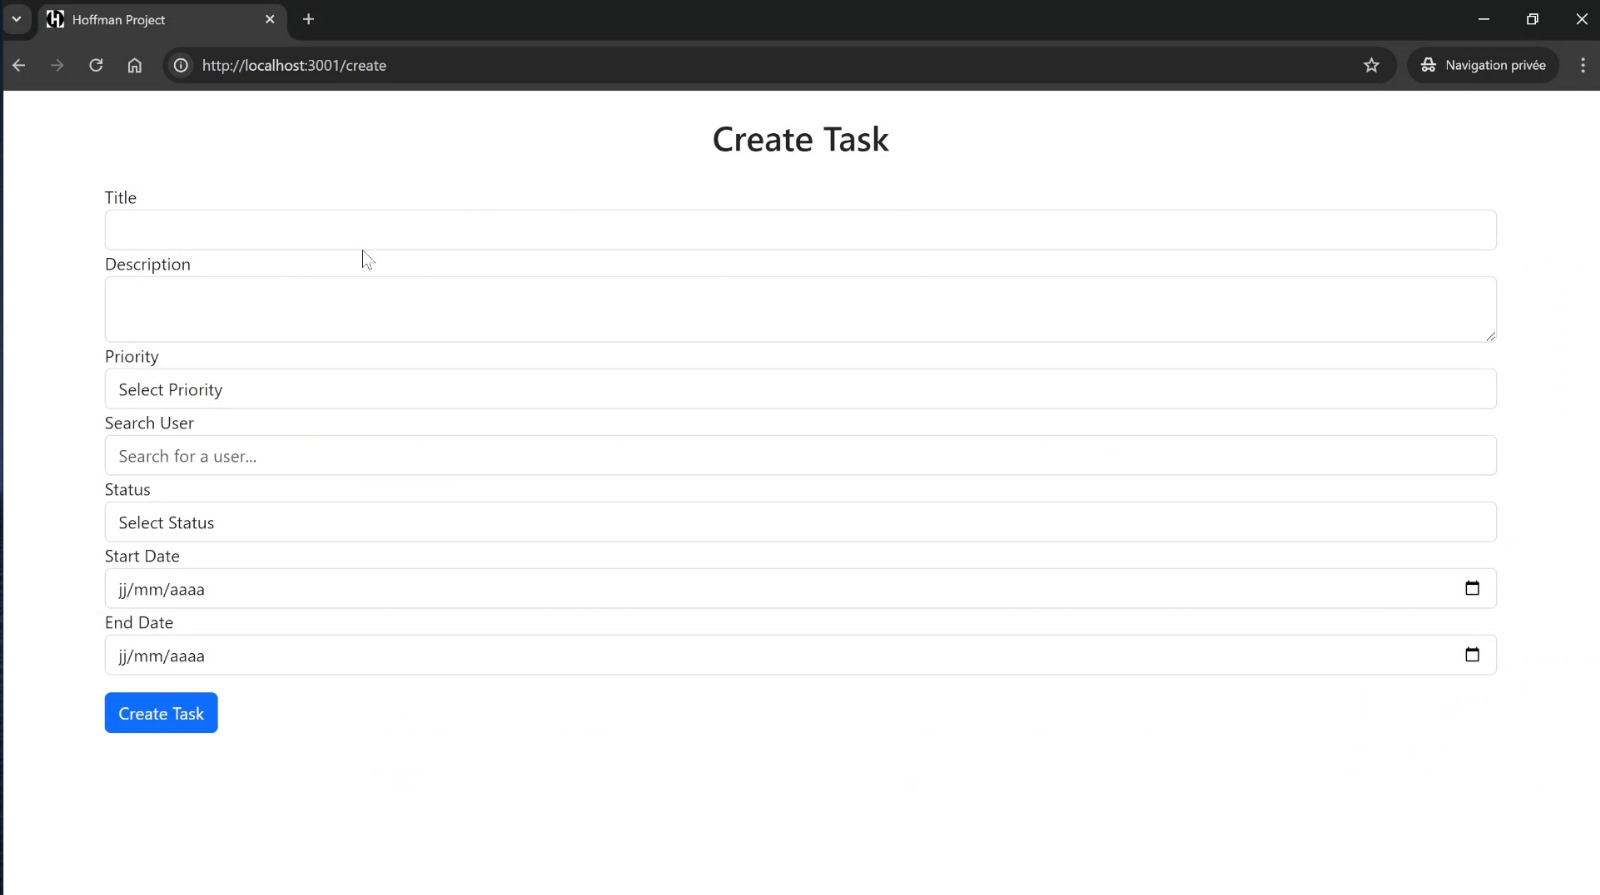 Hoffman Project
http://localhost:3001/create
Navigation privée
Create Task
Title
Description
Priority
Select Priority
Search User
Search for a user...
Status
Select Status
Start Date
jj/mm/aaaa
End Date
jj/mm/aaaa
Create Task